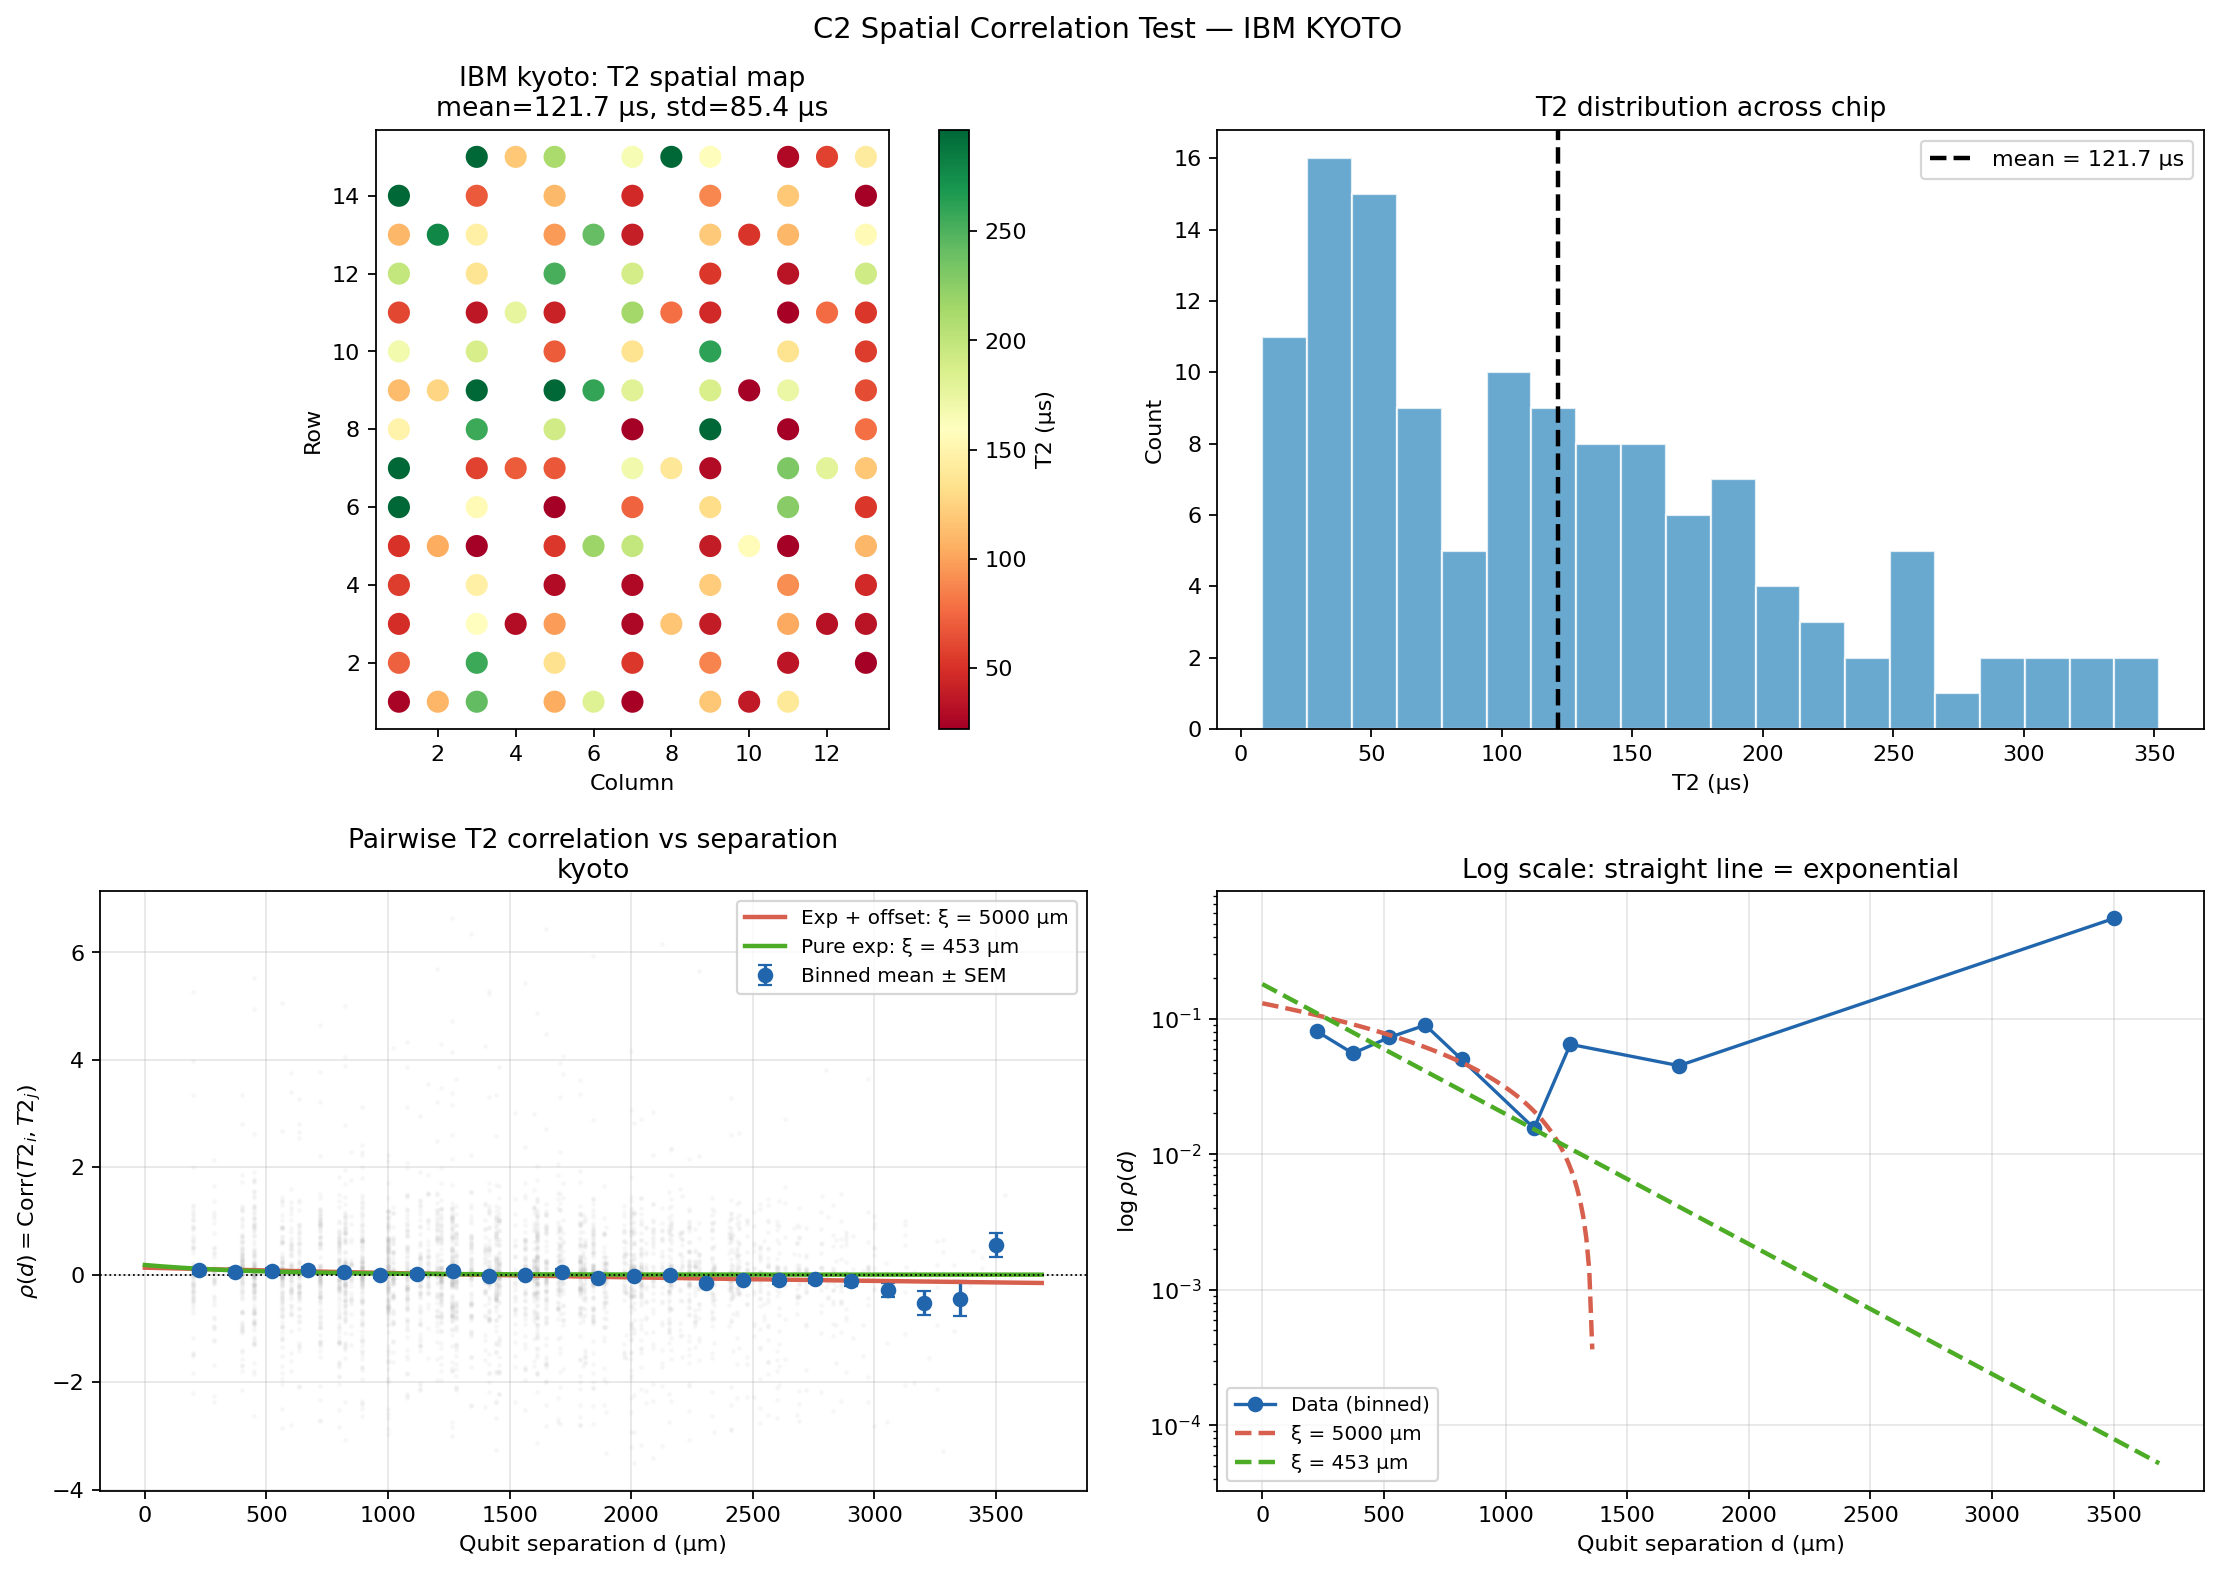 C2 Spatial Correlation Test — IBM KYOTO
IBM kyoto: T2 spatial map
mean=121.7 µs, std=85.4 µs
14
12
10
8
6
4
2
Row
2 4 6 8 10 12
Column
250
200
150
100
50
T2 (µs)
T2 distribution across chip
mean = 121.7 µs
16
14
12
10
8
6
4
2
0
Count
0 50 100 150 200 250 300 350
T2 (µs)
Pairwise T2 correlation vs separation
kyoto
Exp + offset: ξ = 5000 µm
Pure exp: ξ = 453 µm
Binned mean ± SEM
6
4
2
0
−2
−4
ρ(d) = Corr(T2ᵢ, T2ⱼ)
0 500 1000 1500 2000 2500 3000 3500
Qubit separation d (µm)
Log scale: straight line = exponential
10⁻¹
10⁻²
10⁻³
10⁻⁴
log ρ(d)
Data (binned)
ξ = 5000 µm
ξ = 453 µm
0 500 1000 1500 2000 2500 3000 3500
Qubit separation d (µm)